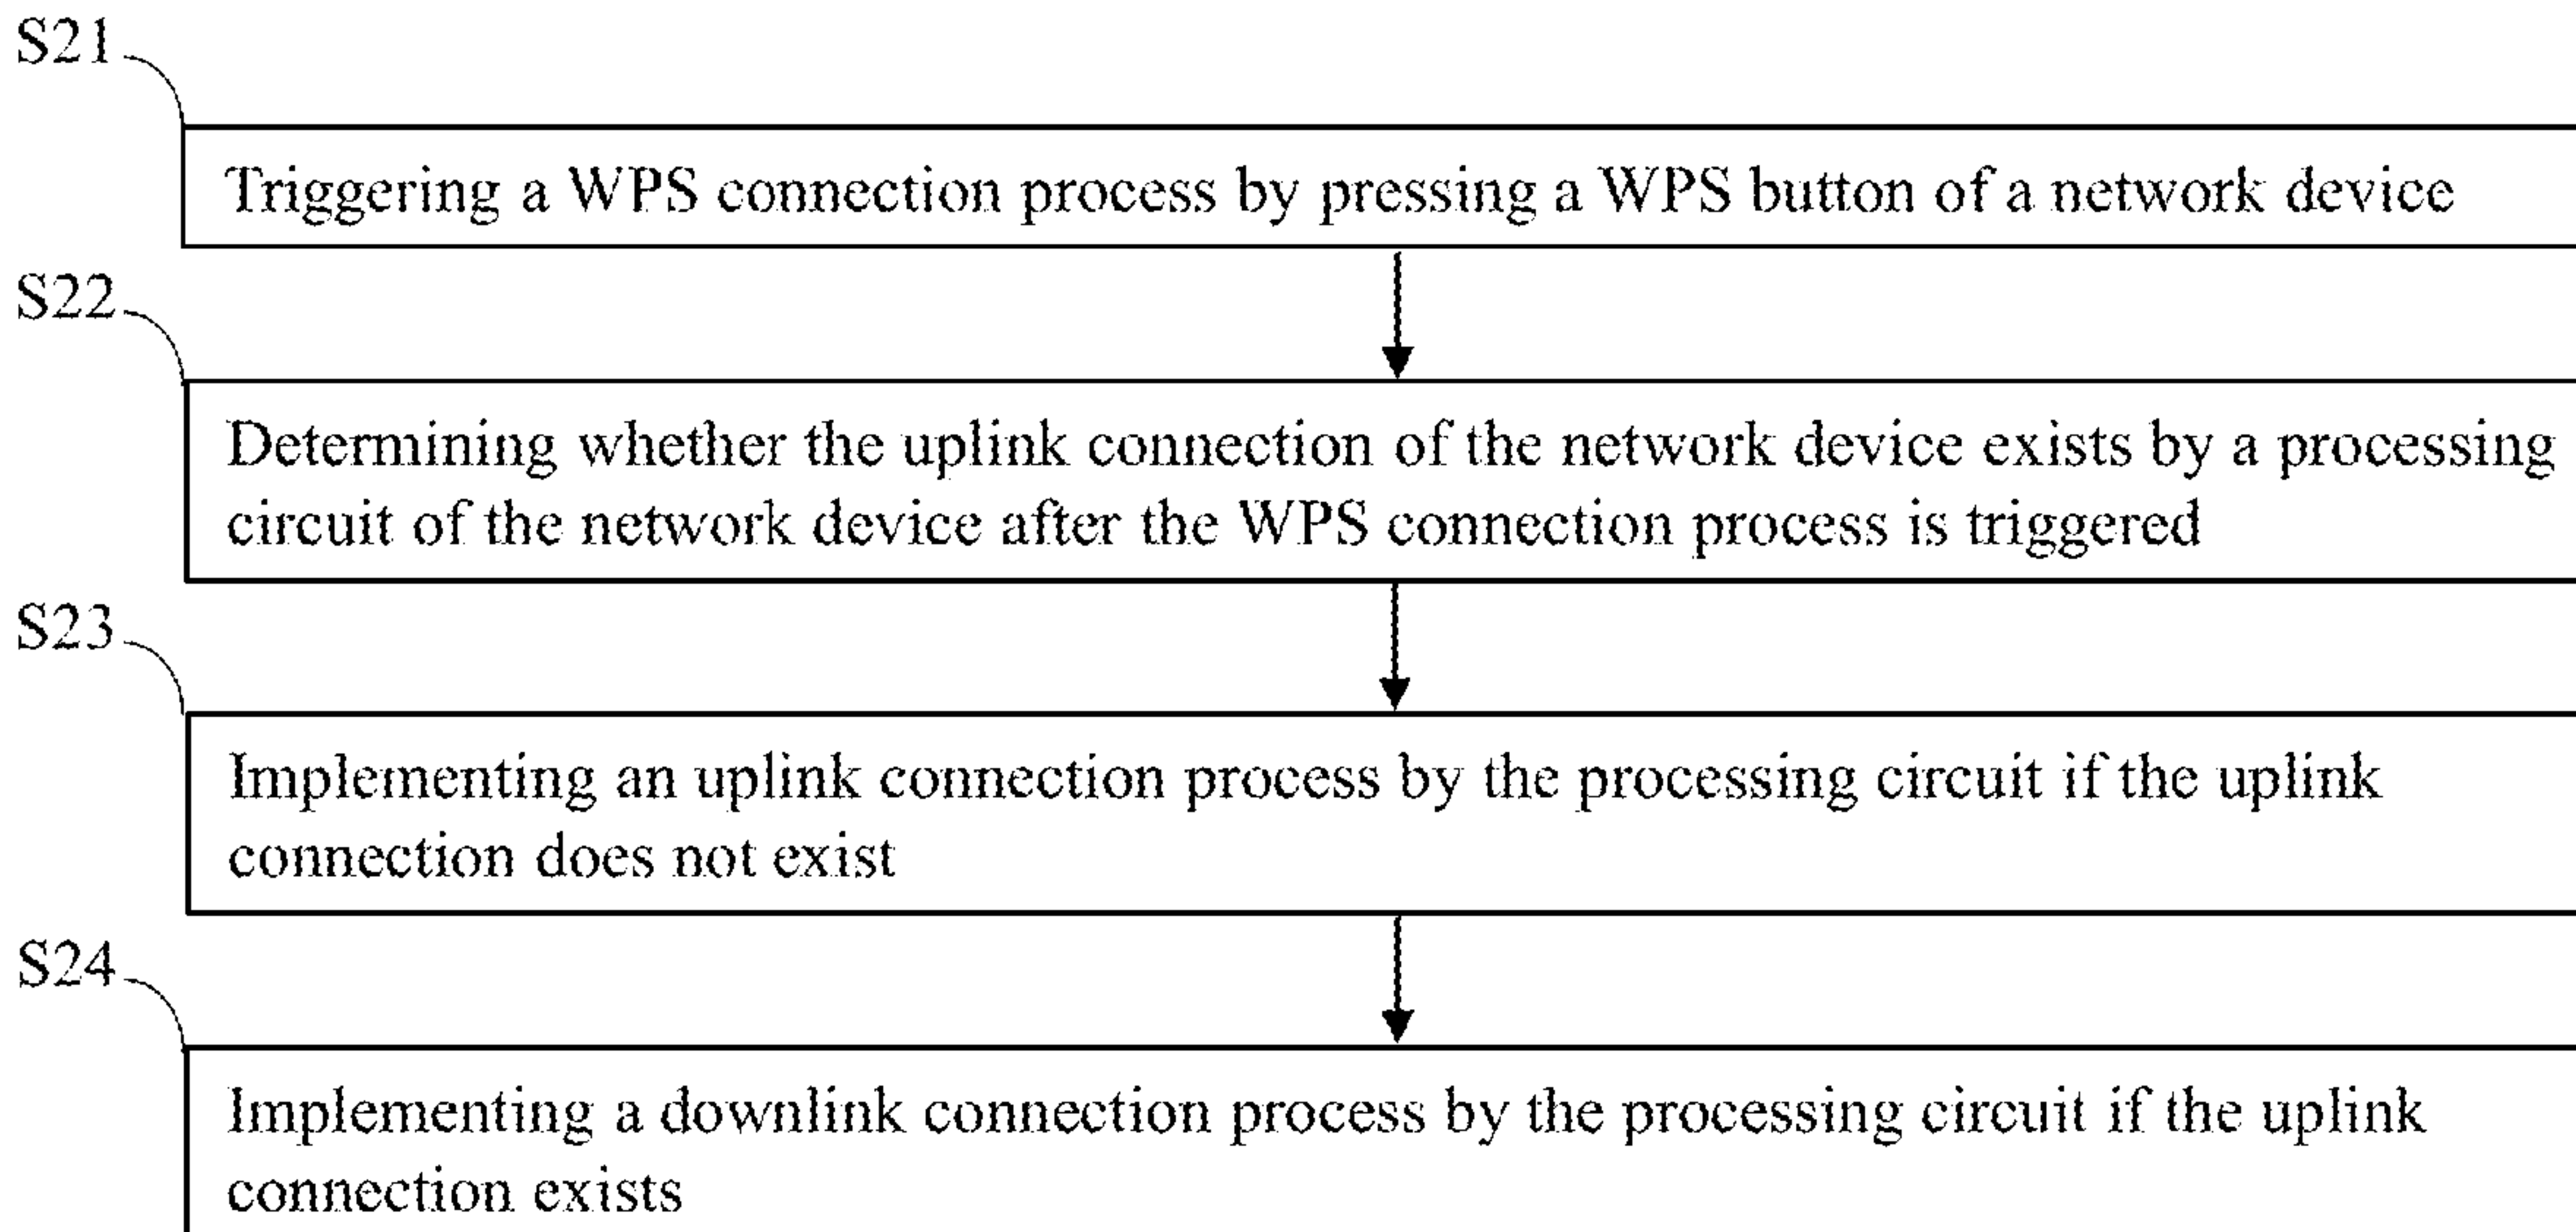 S21
Triggering a WPS connection process by pressing a WPS button of a network device
S22
Determining whether the uplink connection of the network device exists by a processing
circuit of the network device after the WPS connection process is triggered
S23
Implementing an uplink connection process by the processing circuit if the uplink
connection does not exist
S24
Implementing a downlink connection process by the processing circuit if the uplink
connection exists